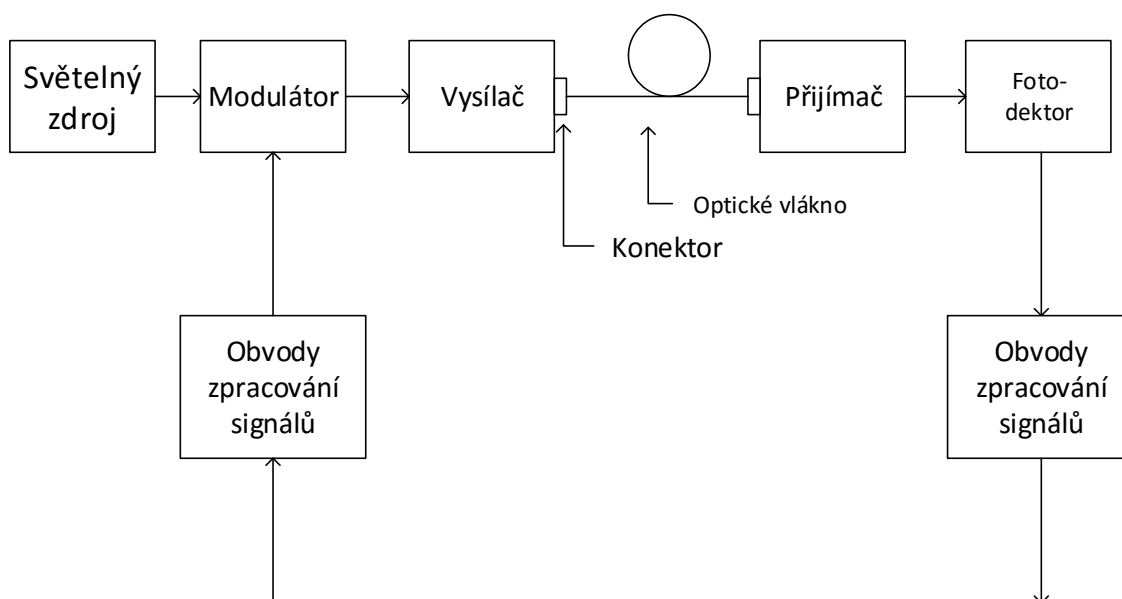 Světelný
zdroj
Modulátor
Vysílač
Přijímač
Foto-
dektor
Optické vlákno
Konektor
Obvody
zpracování
signálů
Obvody
zpracování
signálů